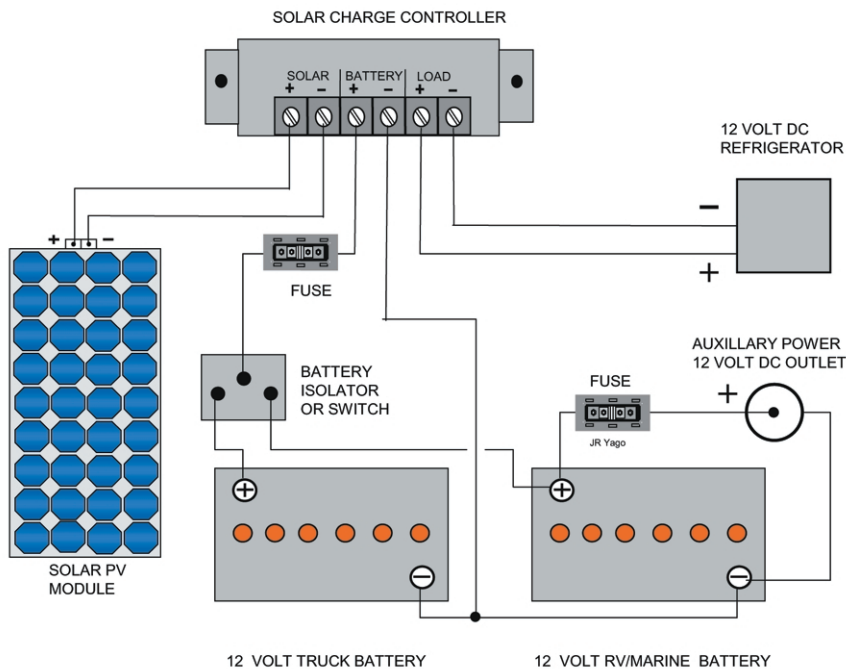 SOLAR CHARGE CONTROLLER
SOLAR BATTERY LOAD
+ − + − + −
12 VOLT DC
REFRIGERATOR
−
+
+ −
FUSE
BATTERY
ISOLATOR
OR SWITCH
AUXILLARY POWER
12 VOLT DC OUTLET
FUSE
+
JR Yago
+
+
−
−
SOLAR PV
MODULE
12 VOLT TRUCK BATTERY
12 VOLT RV/MARINE BATTERY